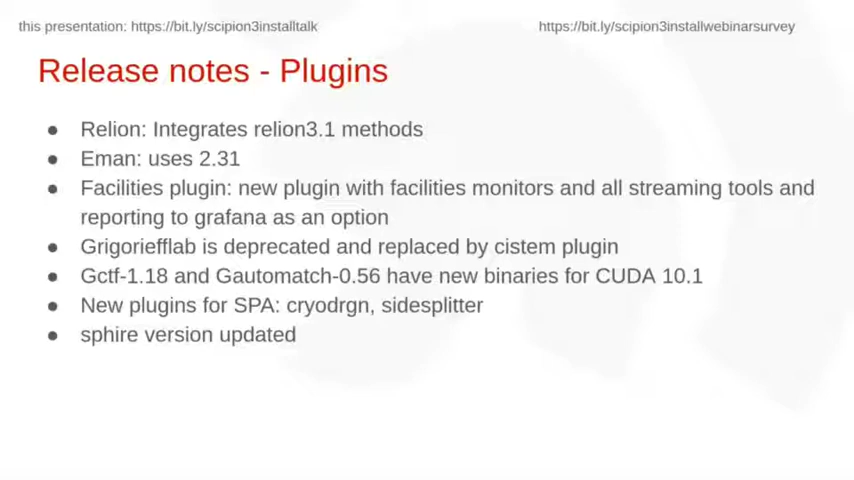 this presentation: https://bit.ly/scipion3installtalk
https://bit.ly/scipion3installwebinarsurvey
Release notes - Plugins
● Relion: Integrates relion3.1 methods
● Eman: uses 2.31
● Facilities plugin: new plugin with facilities monitors and all streaming tools and
reporting to grafana as an option
● Grigoriefflab is deprecated and replaced by cistem plugin
● Gctf-1.18 and Gautomatch-0.56 have new binaries for CUDA 10.1
● New plugins for SPA: cryodrgn, sidesplitter
● sphire version updated